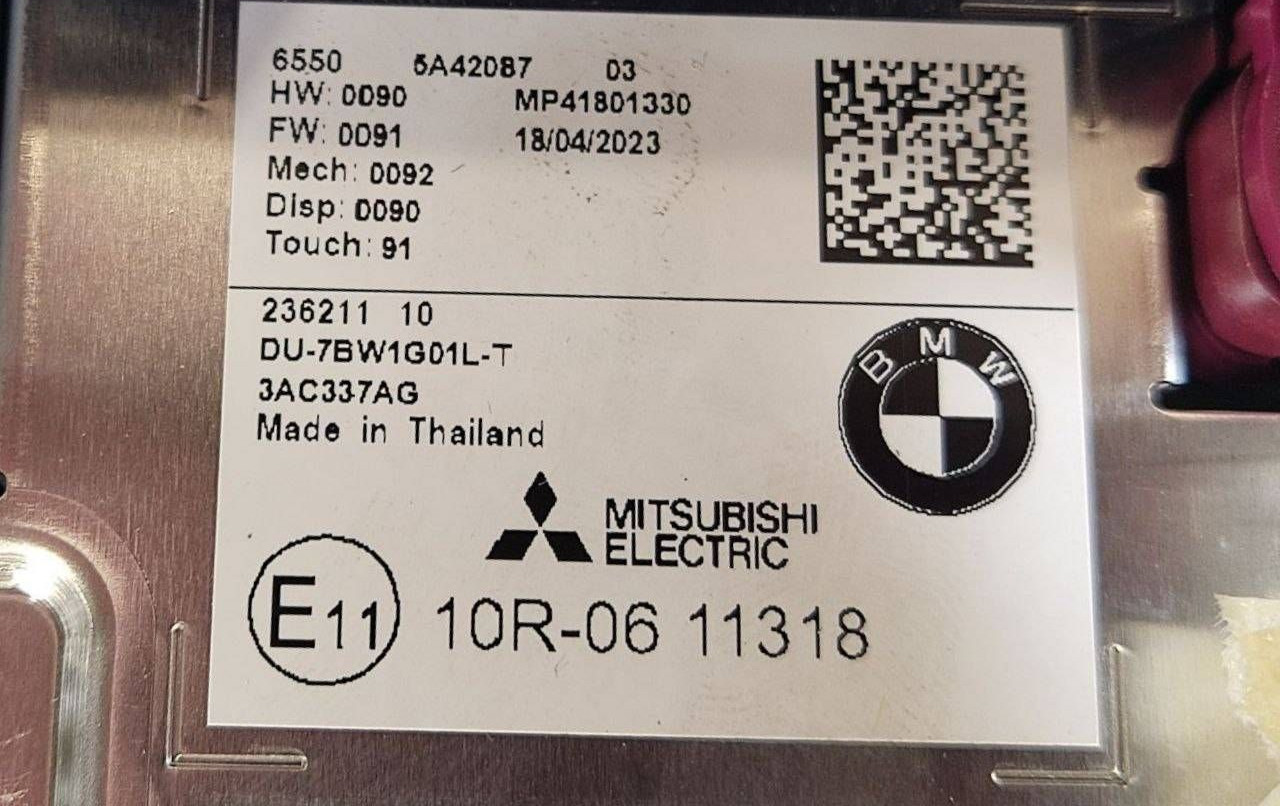 6550 5A42087 03
HW: 0090 MP41801330
FW: 0091 18/04/2023
Mech: 0092
Disp: 0090
Touch: 91
236211 10
DU-7BW1G01L-T
3AC337AG
Made in Thailand
BMW
MITSUBISHI
ELECTRIC
E11 10R-06 11318